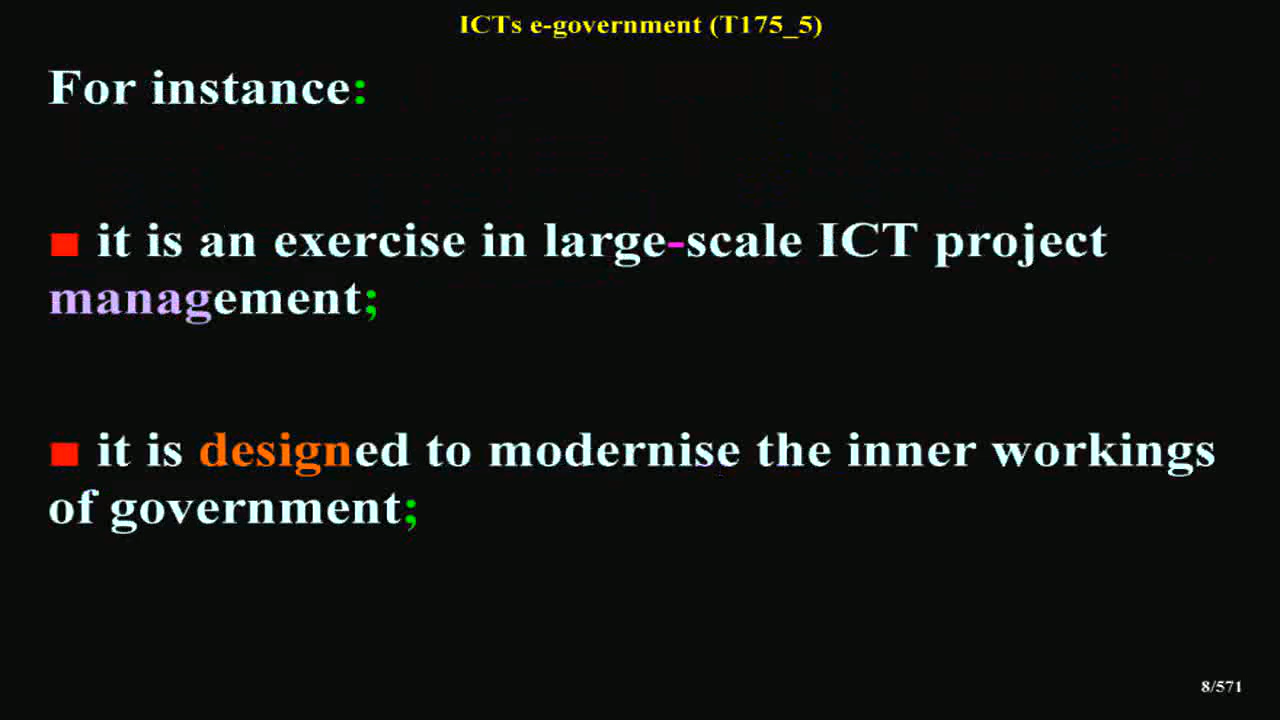 ICTs e-government (T175_5)
For instance:
■ it is an exercise in large-scale ICT project
management;
■ it is designed to modernise the inner workings
of government;
8/571